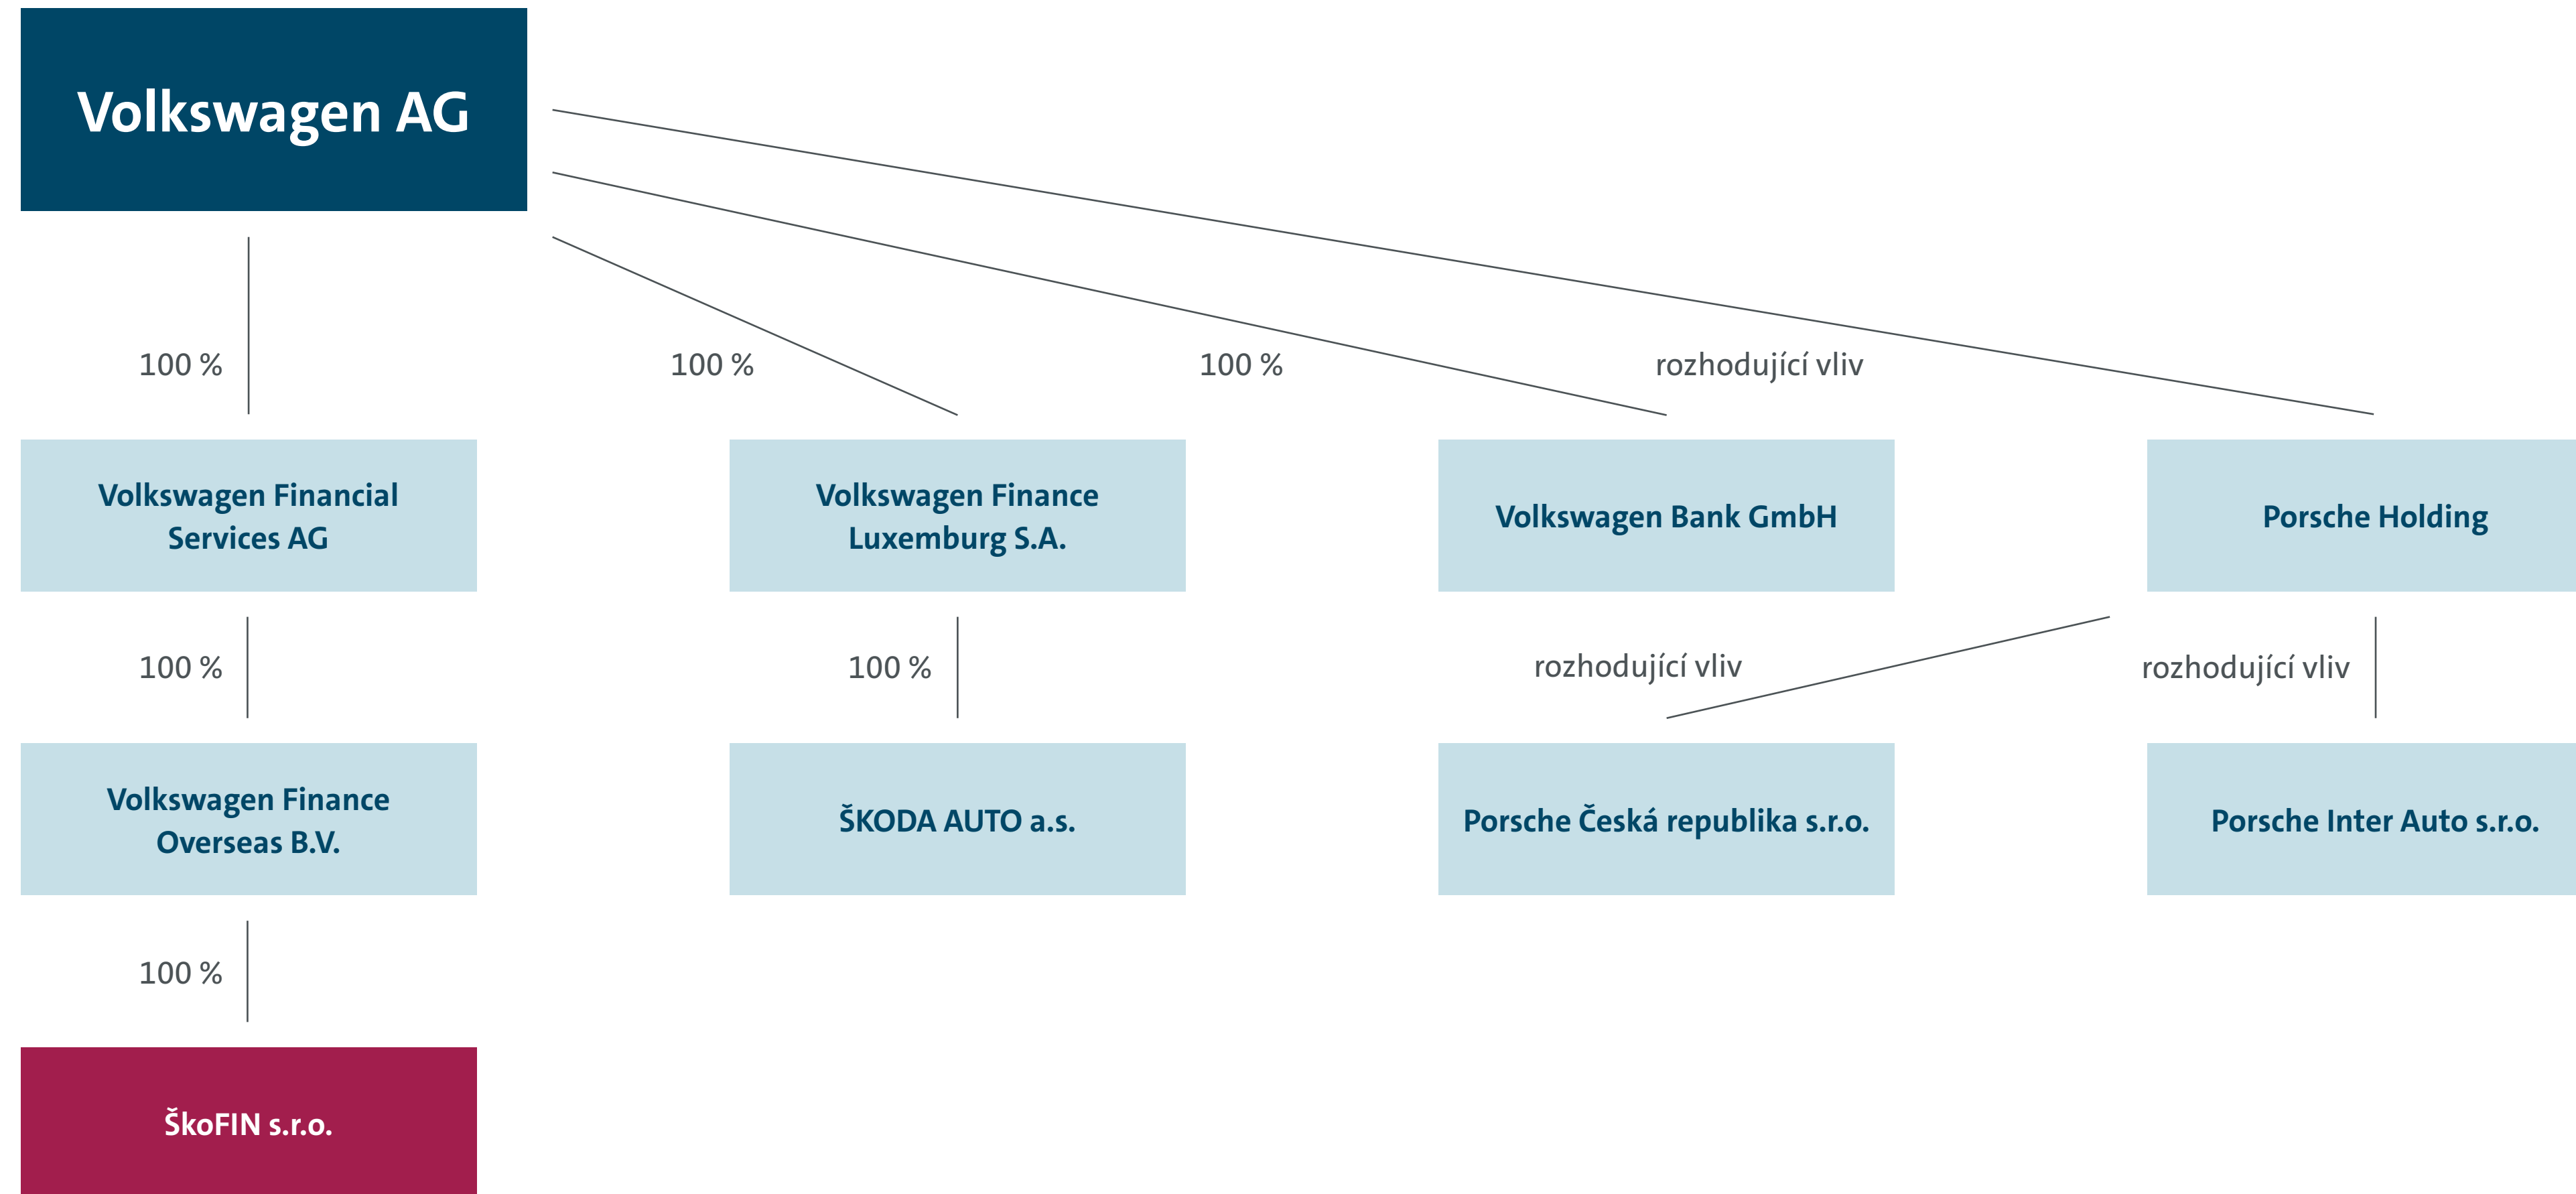 Volkswagen AG
100 %
100 %
100 %
rozhodující vliv
Volkswagen Financial
Services AG
Volkswagen Finance
Luxemburg S.A.
Volkswagen Bank GmbH
Porsche Holding
100 %
100 %
rozhodující vliv
rozhodující vliv
Volkswagen Finance
Overseas B.V.
ŠKODA AUTO a.s.
Porsche Česká republika s.r.o.
Porsche Inter Auto s.r.o.
100 %
ŠkoFIN s.r.o.